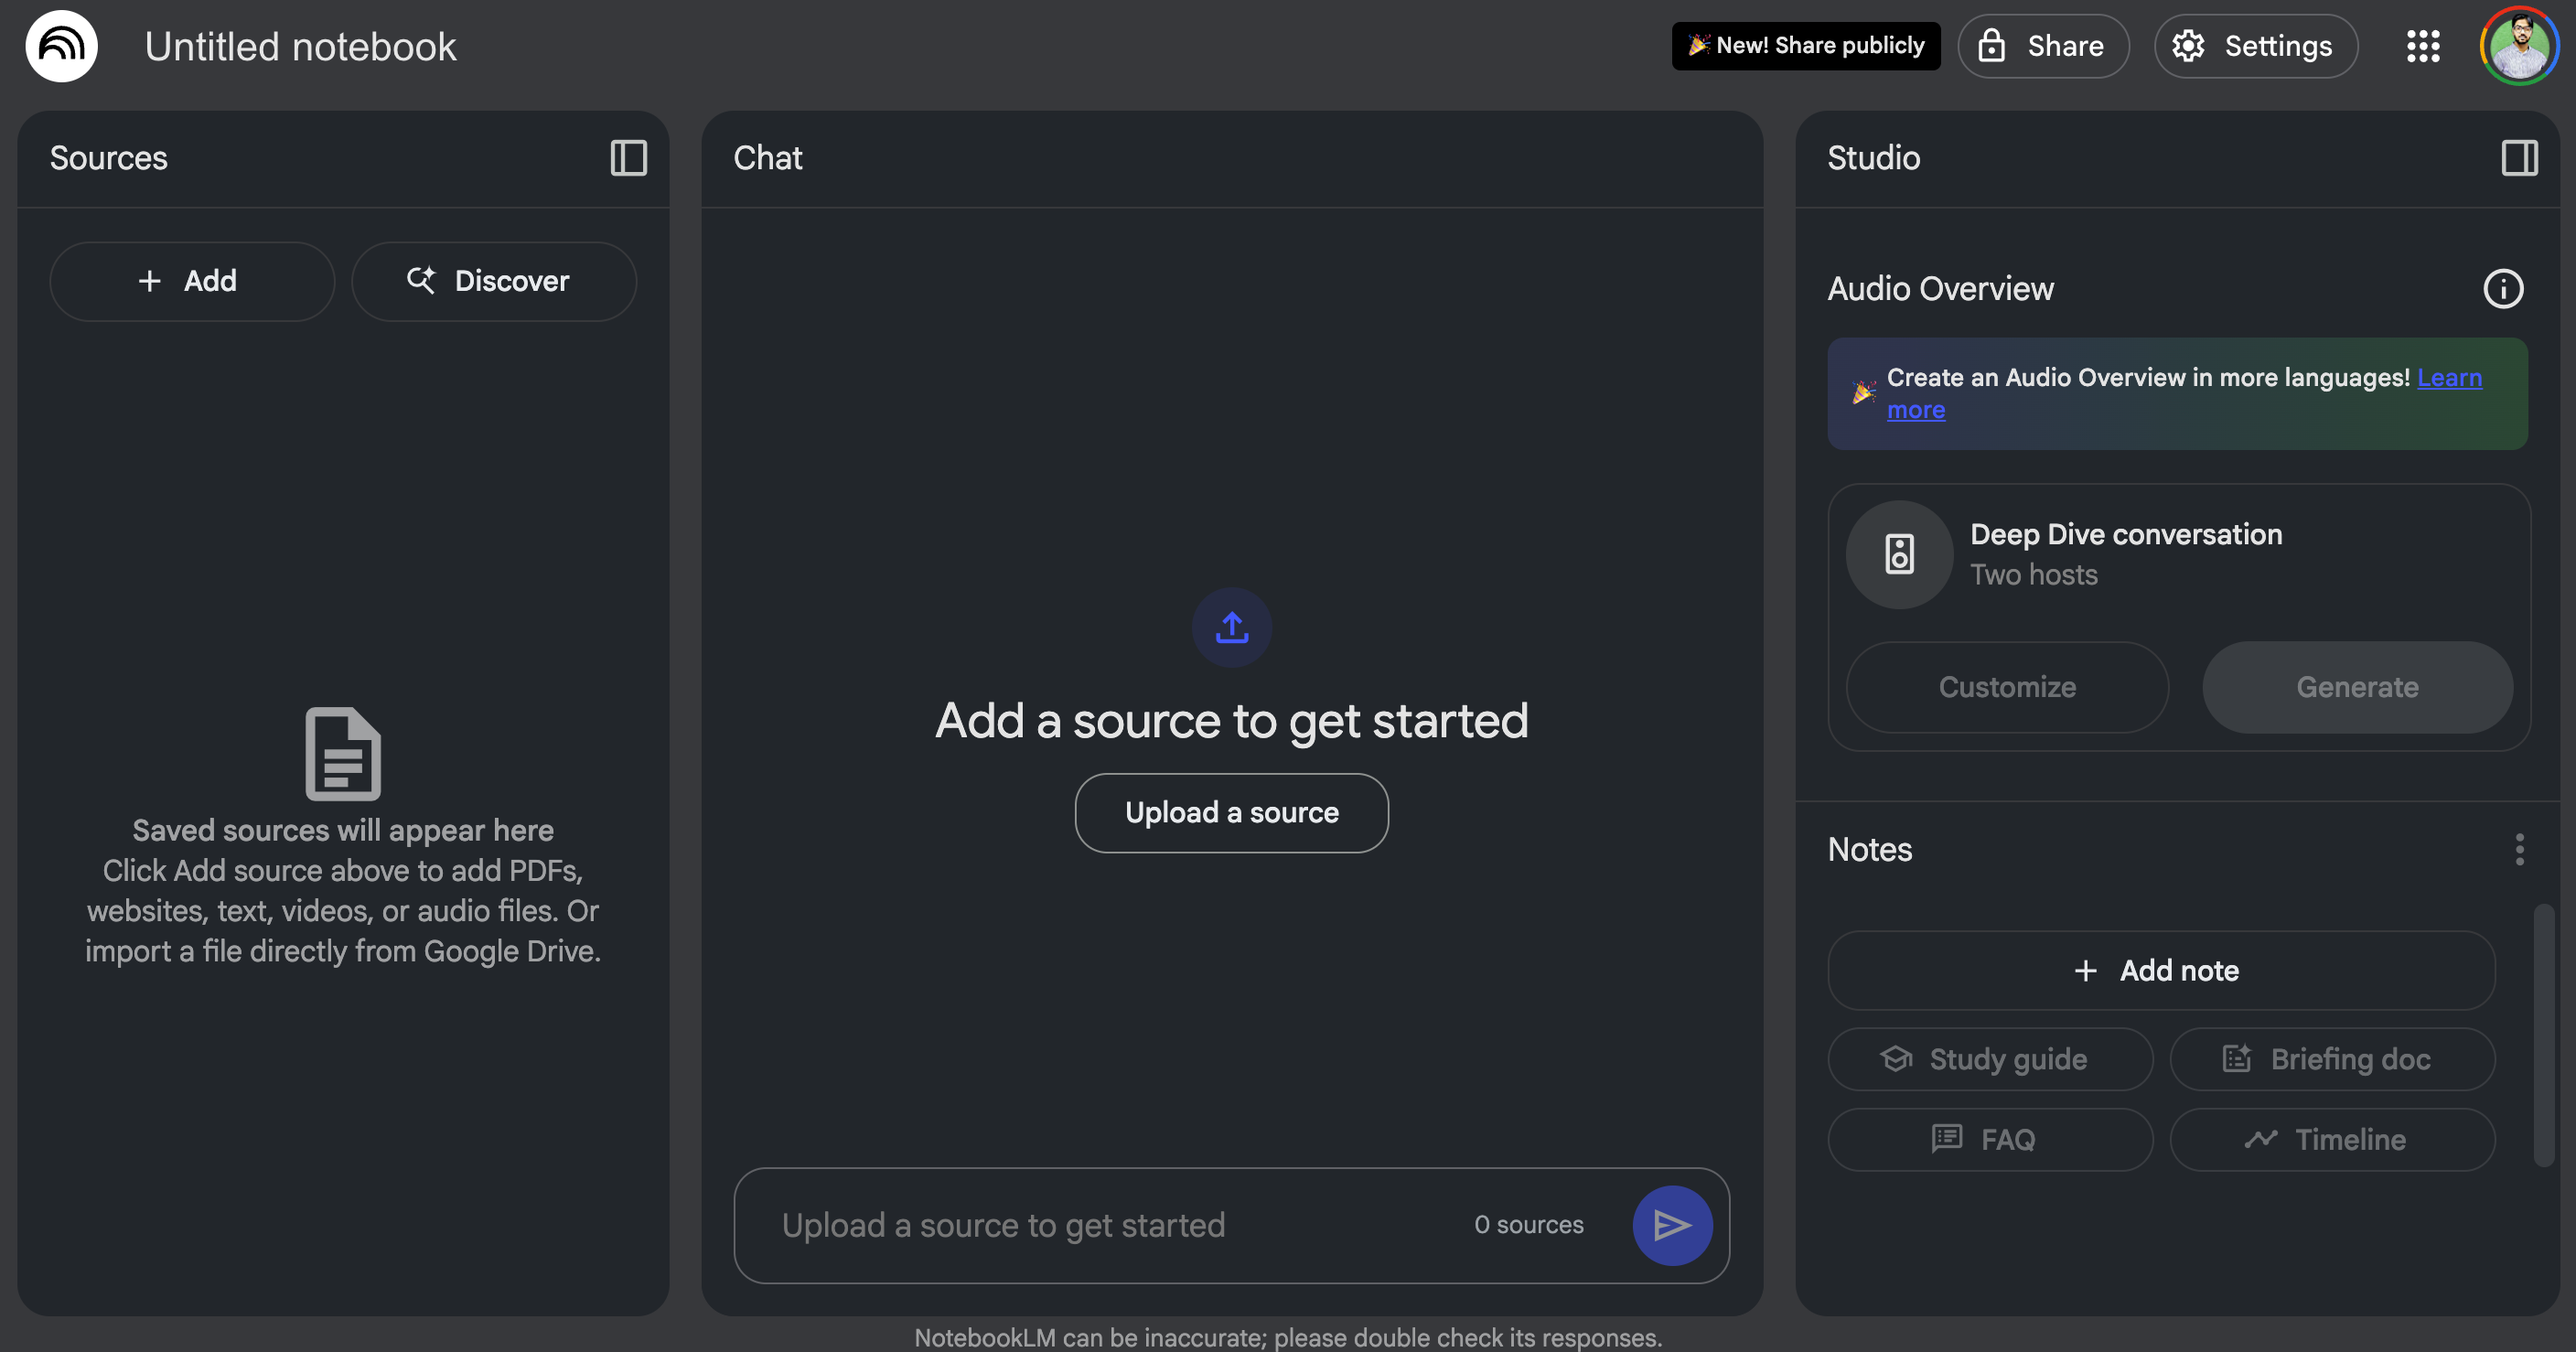 Untitled notebook
🎉 New! Share publicly
Share
Settings
Sources
Add
Discover
Saved sources will appear here
Click Add source above to add PDFs,
websites, text, videos, or audio files. Or
import a file directly from Google Drive.
Chat
Add a source to get started
Upload a source
Upload a source to get started
0 sources
Studio
Audio Overview
🎉 Create an Audio Overview in more languages! Learn
more
Deep Dive conversation
Two hosts
Customize
Generate
Notes
Add note
Study guide
Briefing doc
FAQ
Timeline
NotebookLM can be inaccurate; please double check its responses.